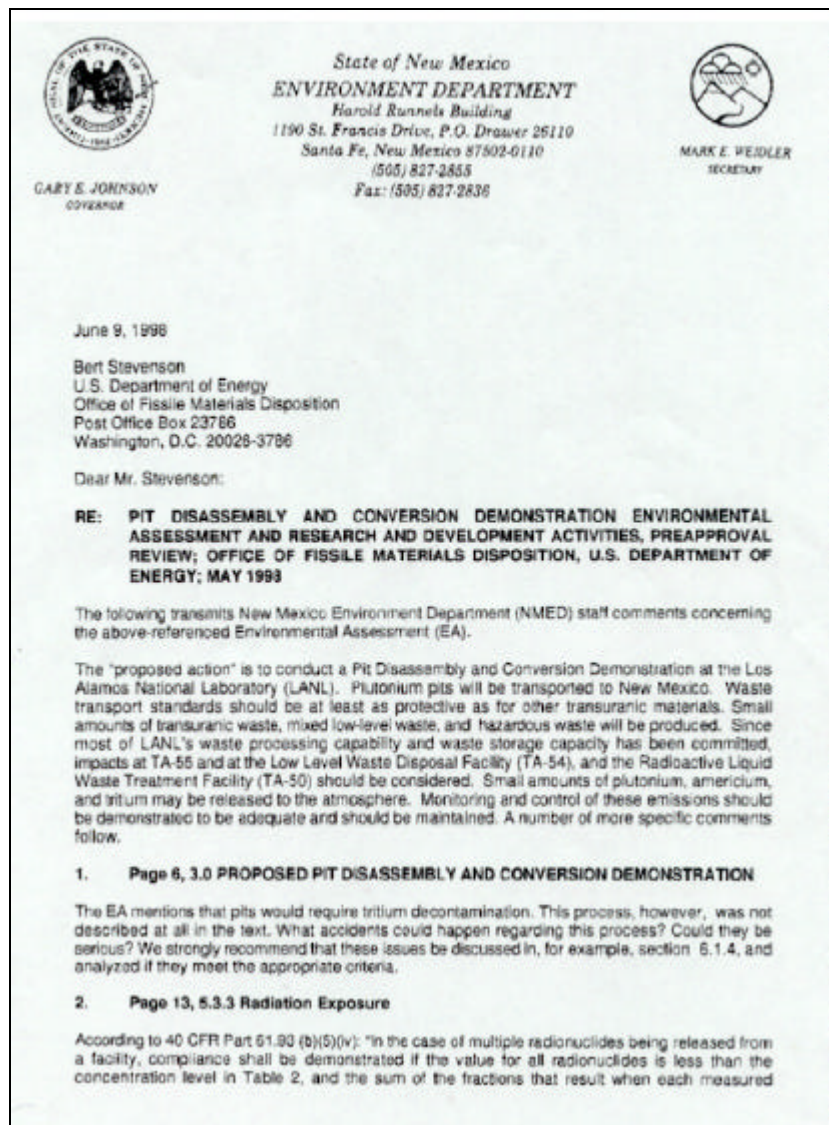 State of New Mexico
ENVIRONMENT DEPARTMENT
Harold Runnels Building
1190 St. Francis Drive, P.O. Drawer 26110
Santa Fe, New Mexico 87502-0110
(505) 827-2855
Fax: (505) 827-2836
GARY E. JOHNSON
GOVERNOR
MARK E. WEIDLER
SECRETARY
June 9, 1998
Bert Stevenson
U.S. Department of Energy
Office of Fissile Materials Disposition
Post Office Box 23786
Washington, D.C. 20026-3786
Dear Mr. Stevenson:
RE: PIT DISASSEMBLY AND CONVERSION DEMONSTRATION ENVIRONMENTAL
ASSESSMENT AND RESEARCH AND DEVELOPMENT ACTIVITIES, PREAPPROVAL
REVIEW; OFFICE OF FISSILE MATERIALS DISPOSITION, U.S. DEPARTMENT OF
ENERGY; MAY 1998
The following transmits New Mexico Environment Department (NMED) staff comments concerning
the above-referenced Environmental Assessment (EA).
The "proposed action" is to conduct a Pit Disassembly and Conversion Demonstration at the Los
Alamos National Laboratory (LANL). Plutonium pits will be transported to New Mexico. Waste
transport standards should be at least as protective as for other transuranic materials. Small
amounts of transuranic waste, mixed low-level waste, and hazardous waste will be produced. Since
most of LANL's waste processing capability and waste storage capacity has been committed,
impacts at TA-55 and at the Low Level Waste Disposal Facility (TA-54), and the Radioactive Liquid
Waste Treatment Facility (TA-50) should be considered. Small amounts of plutonium, americium,
and tritum may be released to the atmosphere. Monitoring and control of these emissions should
be demonstrated to be adequate and should be maintained. A number of more specific comments
follow.
1. Page 6, 3.0 PROPOSED PIT DISASSEMBLY AND CONVERSION DEMONSTRATION
The EA mentions that pits would require tritium decontamination. This process, however, was not
described at all in the text. What accidents could happen regarding this process? Could they be
serious? We strongly recommend that these issues be discussed in, for example, section 6.1.4, and
analyzed if they meet the appropriate criteria.
2. Page 13, 5.3.3 Radiation Exposure
According to 40 CFR Part 61.93 (b)(5)(iv): "In the case of multiple radionuclides being released from
a facility, compliance shall be demonstrated if the value for all radionuclides is less than the
concentration level in Table 2, and the sum of the fractions that result when each measured